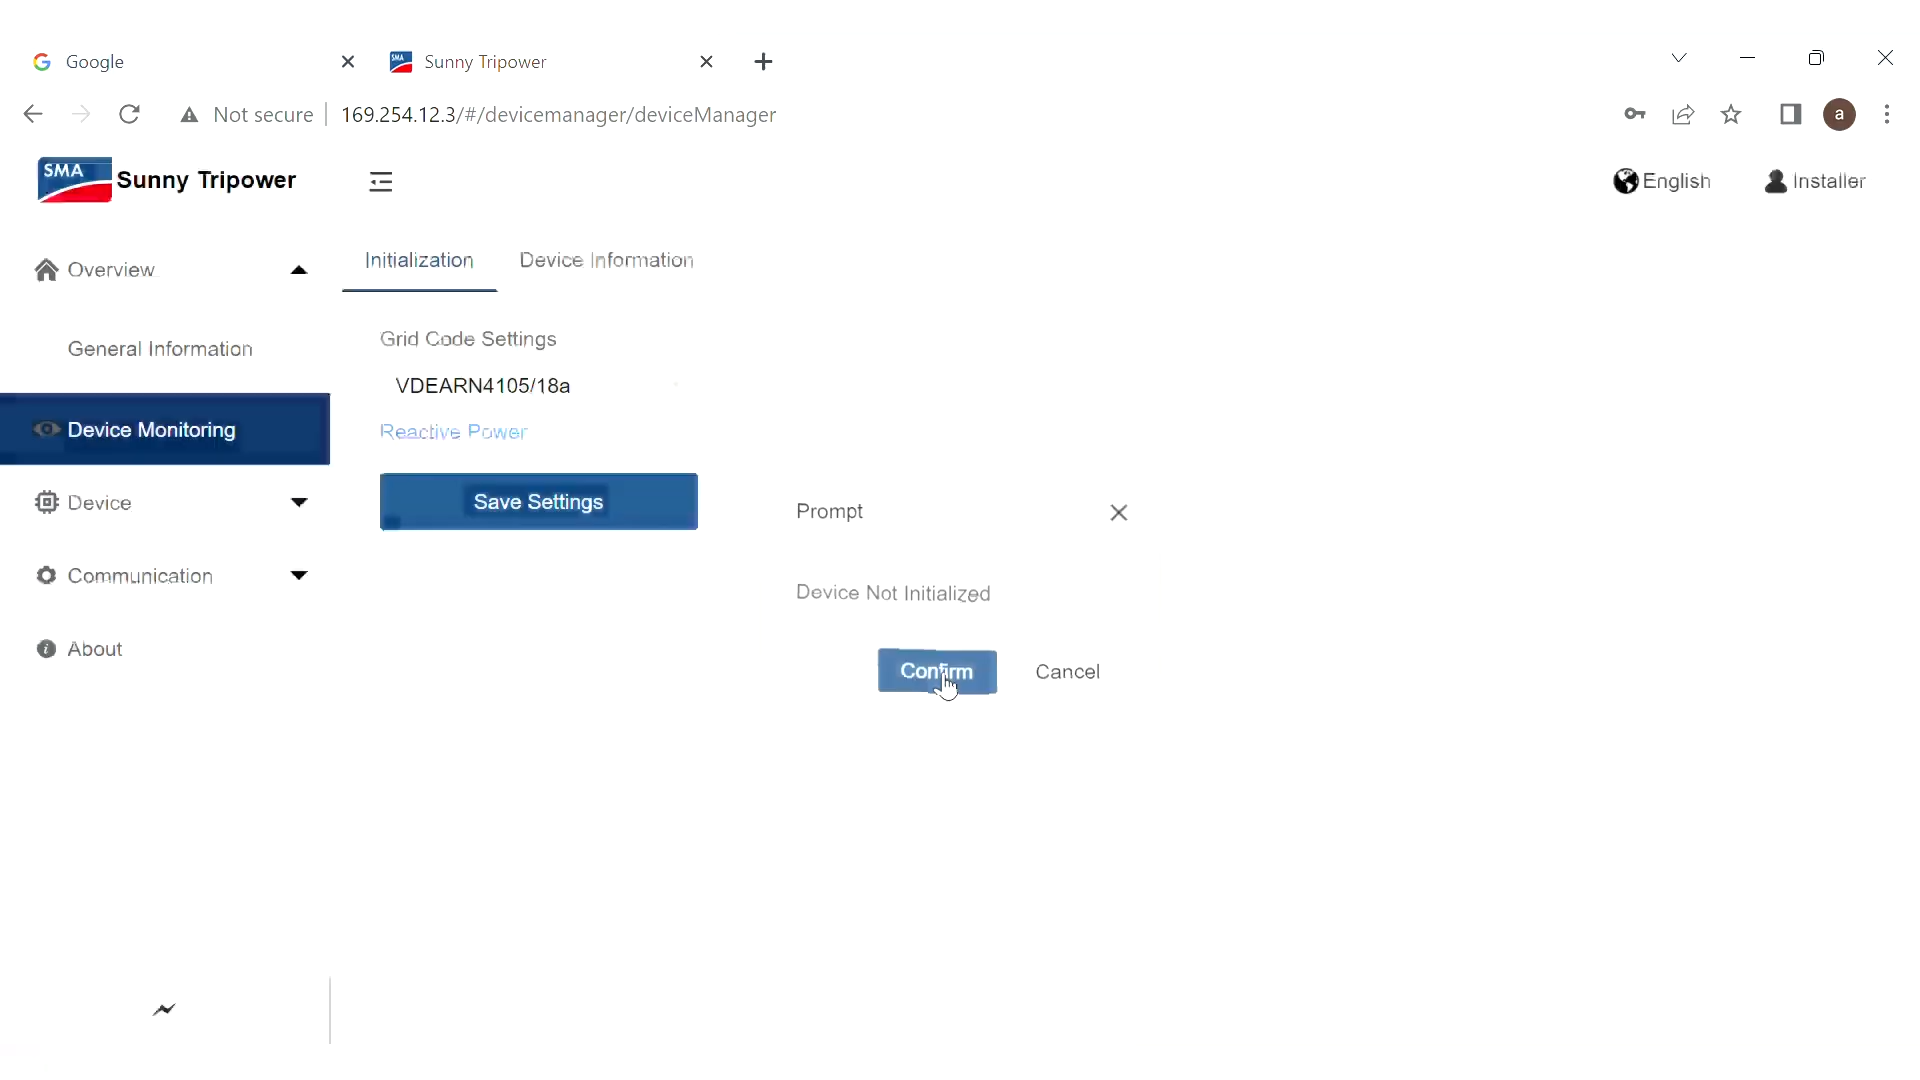 Google
Sunny Tripower
Not secure
169.254.12.3/#/devicemanager/deviceManager
a
SMA
Sunny Tripower
English
Installer
Overview
Initialization
Device Information
General Information
Grid Code Settings
VDEARN4105/18a
Device Monitoring
Reactive Power
Device
Save Settings
Prompt
Communication
Device Not Initialized
About
Confirm
Cancel